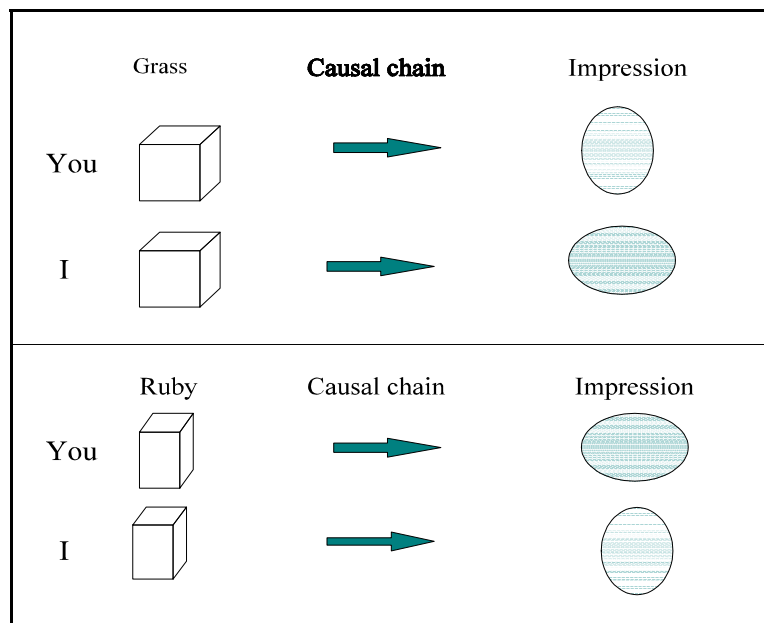 Grass Causal chain Impression
You
I
Ruby Causal chain Impression
You
I